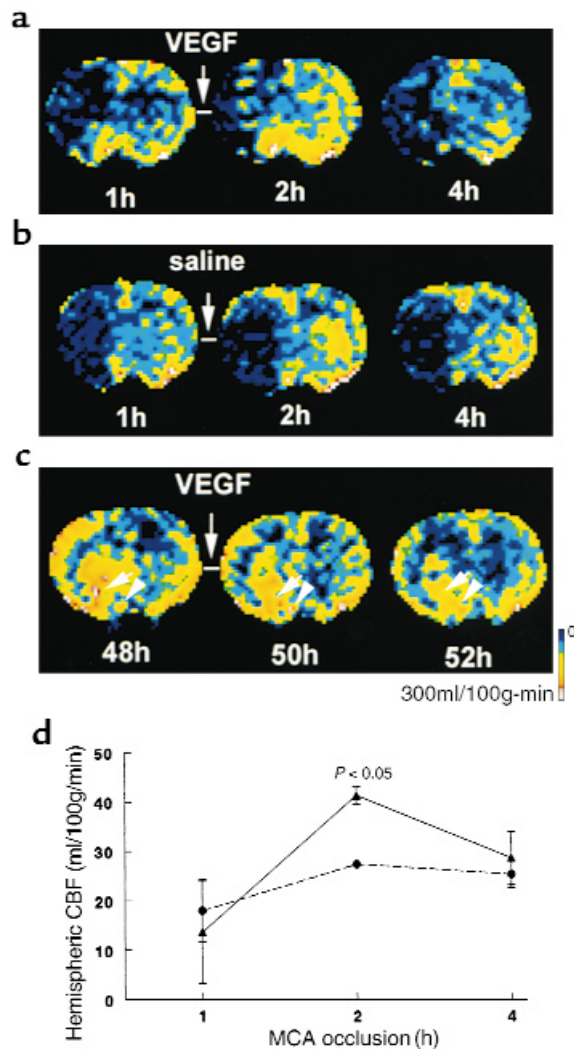 a
VEGF
1h 2h 4h
b
saline
1h 2h 4h
c
VEGF
48h 50h 52h
0
300ml/100g-min
d
50
P < 0.05
40
30
20
10
0
Hemispheric CBF (ml/100g/min)
1 2 4
MCA occlusion (h)